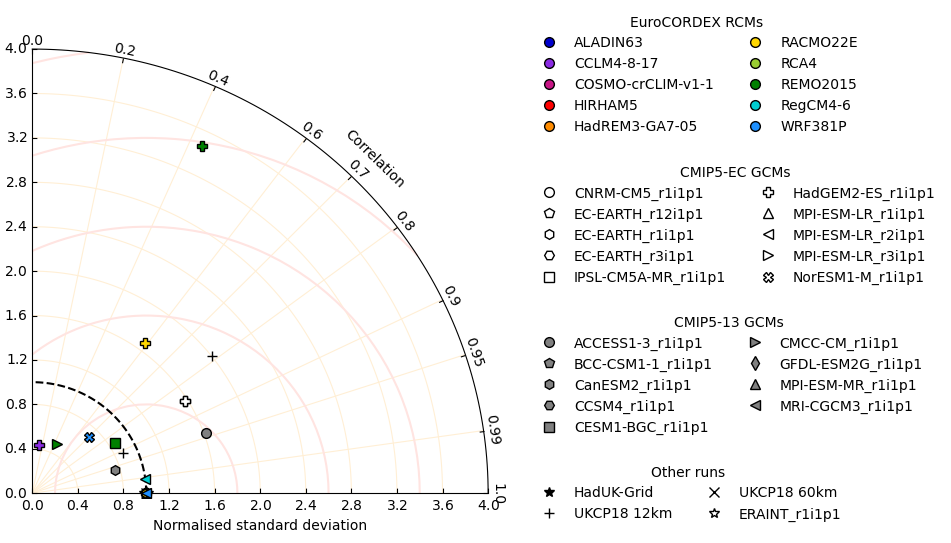 EuroCORDEX RCMs
ALADIN63
RACMO22E
CCLM4-8-17
RCA4
COSMO-crCLIM-v1-1
REMO2015
HIRHAM5
RegCM4-6
HadREM3-GA7-05
WRF381P
CMIP5-EC GCMs
CNRM-CM5_r1i1p1
HadGEM2-ES_r1i1p1
EC-EARTH_r12i1p1
MPI-ESM-LR_r1i1p1
EC-EARTH_r1i1p1
MPI-ESM-LR_r2i1p1
EC-EARTH_r3i1p1
MPI-ESM-LR_r3i1p1
IPSL-CM5A-MR_r1i1p1
NorESM1-M_r1i1p1
CMIP5-13 GCMs
ACCESS1-3_r1i1p1
CMCC-CM_r1i1p1
BCC-CSM1-1_r1i1p1
GFDL-ESM2G_r1i1p1
CanESM2_r1i1p1
MPI-ESM-MR_r1i1p1
CCSM4_r1i1p1
MRI-CGCM3_r1i1p1
CESM1-BGC_r1i1p1
Other runs
HadUK-Grid
UKCP18 60km
UKCP18 12km
ERAINT_r1i1p1
0.0
0.2
0.4
0.6
0.7
0.8
0.9
0.95
0.99
1.0
Correlation
4.0
3.6
3.2
2.8
2.4
2.0
1.6
1.2
0.8
0.4
0.0
0.0 0.4 0.8 1.2 1.6 2.0 2.4 2.8 3.2 3.6 4.0
Normalised standard deviation